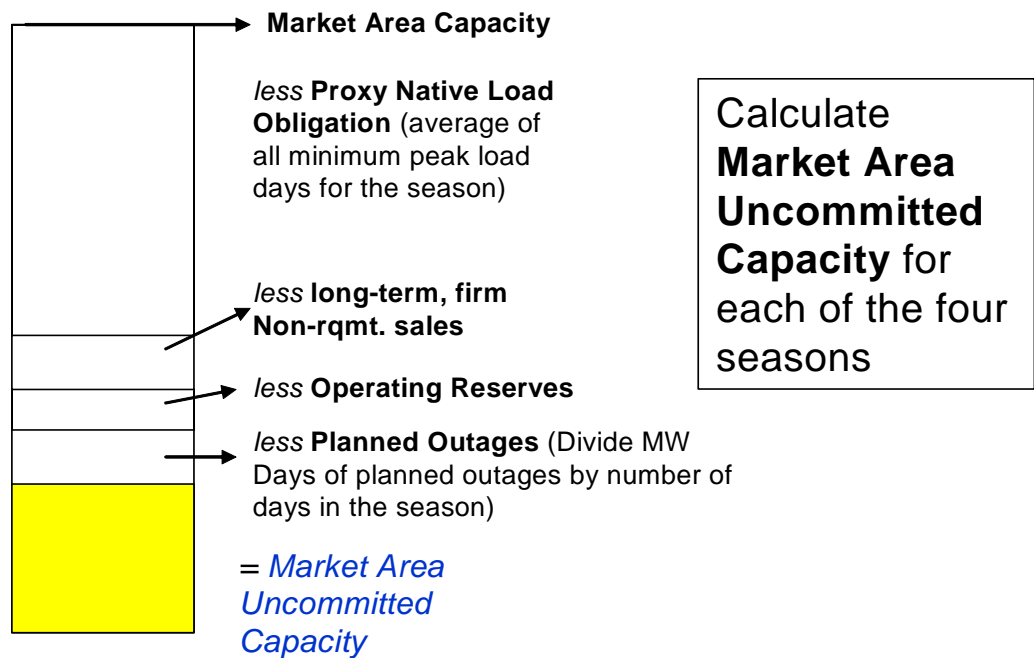 Market Area Capacity
less Proxy Native Load
Obligation (average of
all minimum peak load
days for the season)
less long-term, firm
Non-rqmt. sales
less Operating Reserves
less Planned Outages (Divide MW
Days of planned outages by number of
days in the season)
= Market Area
Uncommitted
Capacity
Calculate
Market Area
Uncommitted
Capacity for
each of the four
seasons